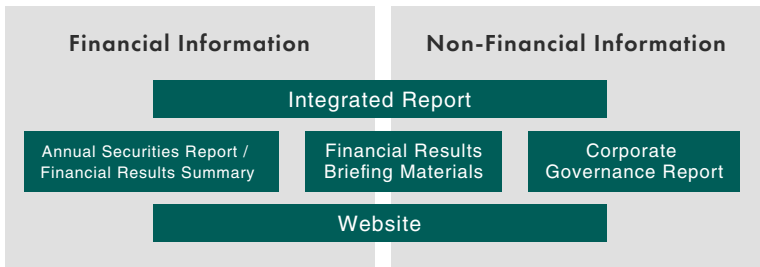 Financial Information
Non-Financial Information
Integrated Report
Annual Securities Report /
Financial Results Summary
Financial Results
Briefing Materials
Corporate
Governance Report
Website